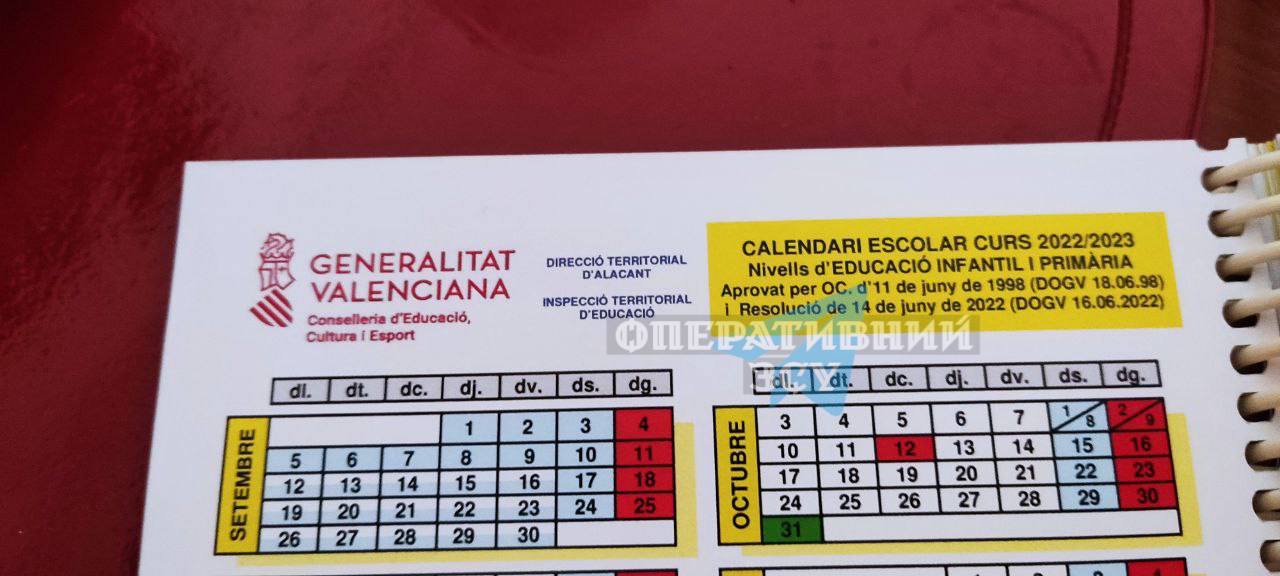 GENERALITAT
VALENCIANA
Conselleria d'Educació,
Cultura i Esport
DIRECCIÓ TERRITORIAL
D'ALACANT
INSPECCIÓ TERRITORIAL
D'EDUCACIÓ
CALENDARI ESCOLAR CURS 2022/2023
Nivells d'EDUCACIÓ INFANTIL I PRIMÀRIA
Aprovat per OC. d'11 de juny de 1998 (DOGV 18.06.98)
i Resolució de 14 de juny de 2022 (DOGV 16.06.2022)
ОПЕРАТИВНИЙ
ЗСУ
dl. dt. dc. dj. dv. ds. dg.
SETEMBRE
1 2 3 4
5 6 7 8 9 10 11
12 13 14 15 16 17 18
19 20 21 22 23 24 25
26 27 28 29 30
dl. dt. dc. dj. dv. ds. dg.
OCTUBRE
3 4 5 6 7 1/8 2/9
10 11 12 13 14 15 16
17 18 19 20 21 22 23
24 25 26 27 28 29 30
31